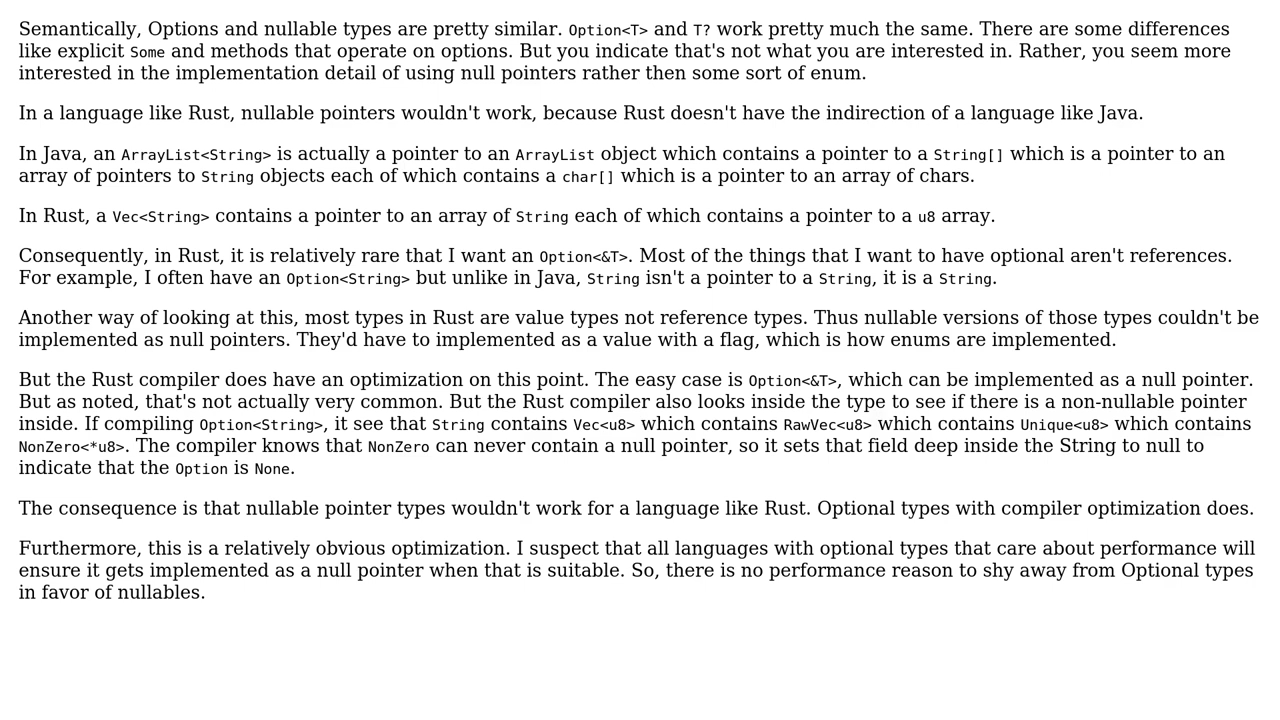 Semantically, Options and nullable types are pretty similar. Option<T> and T? work pretty much the same. There are some differences
like explicit Some and methods that operate on options. But you indicate that's not what you are interested in. Rather, you seem more
interested in the implementation detail of using null pointers rather then some sort of enum.
In a language like Rust, nullable pointers wouldn't work, because Rust doesn't have the indirection of a language like Java.
In Java, an ArrayList<String> is actually a pointer to an ArrayList object which contains a pointer to a String[] which is a pointer to an
array of pointers to String objects each of which contains a char[] which is a pointer to an array of chars.
In Rust, a Vec<String> contains a pointer to an array of String each of which contains a pointer to a u8 array.
Consequently, in Rust, it is relatively rare that I want an Option<&T>. Most of the things that I want to have optional aren't references.
For example, I often have an Option<String> but unlike in Java, String isn't a pointer to a String, it is a String.
Another way of looking at this, most types in Rust are value types not reference types. Thus nullable versions of those types couldn't be
implemented as null pointers. They'd have to implemented as a value with a flag, which is how enums are implemented.
But the Rust compiler does have an optimization on this point. The easy case is Option<&T>, which can be implemented as a null pointer.
But as noted, that's not actually very common. But the Rust compiler also looks inside the type to see if there is a non-nullable pointer
inside. If compiling Option<String>, it see that String contains Vec<u8> which contains RawVec<u8> which contains Unique<u8> which contains
NonZero<*u8>. The compiler knows that NonZero can never contain a null pointer, so it sets that field deep inside the String to null to
indicate that the Option is None.
The consequence is that nullable pointer types wouldn't work for a language like Rust. Optional types with compiler optimization does.
Furthermore, this is a relatively obvious optimization. I suspect that all languages with optional types that care about performance will
ensure it gets implemented as a null pointer when that is suitable. So, there is no performance reason to shy away from Optional types
in favor of nullables.